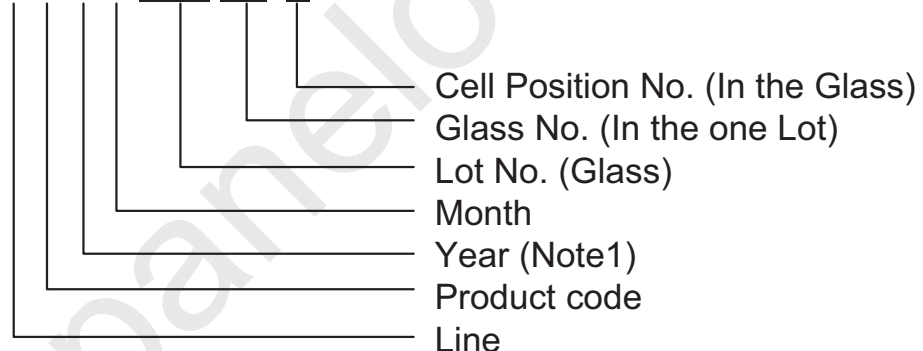 Cell Position No. (In the Glass)
Glass No. (In the one Lot)
Lot No. (Glass)
Month
Year (Note1)
Product code
Line
panelo